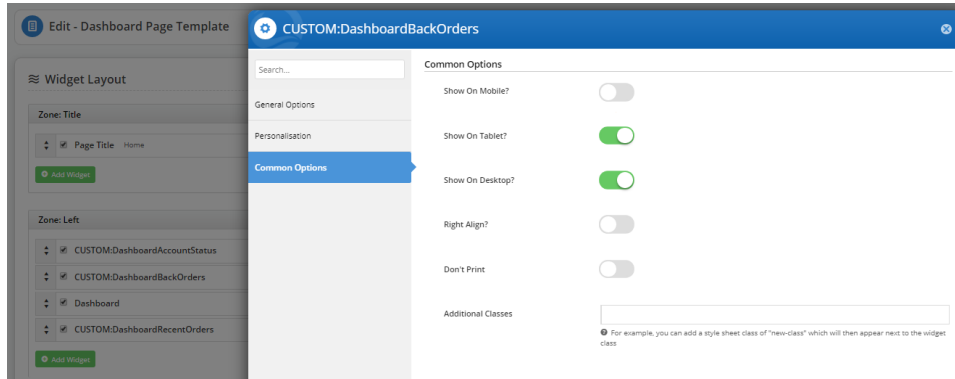 Edit - Dashboard Page Template
Widget Layout
Zone: Title
Page Title Home
Add Widget
Zone: Left
CUSTOM:DashboardAccountStatus
CUSTOM:DashboardBackOrders
Dashboard
CUSTOM:DashboardRecentOrders
Add Widget
CUSTOM:DashboardBackOrders
Search...
General Options
Personalisation
Common Options
Common Options
Show On Mobile?
Show On Tablet?
Show On Desktop?
Right Align?
Don't Print
Additional Classes
For example, you can add a style sheet class of "new-class" which will then appear next to the widget
class